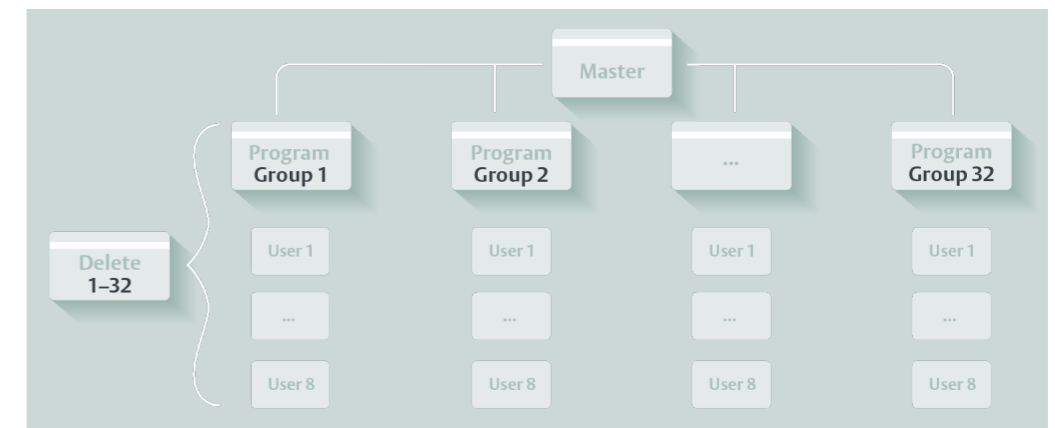 Master
Program
Group 1
Program
Group 2
...
Program
Group 32
Delete
1–32
User 1
User 1
User 1
User 1
...
...
...
...
User 8
User 8
User 8
User 8